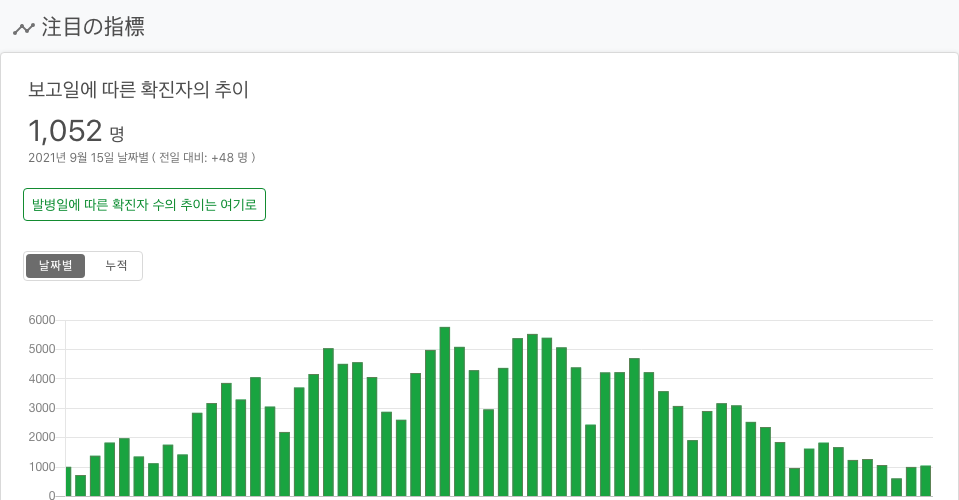 注目の指標
보고일에 따른 확진자의 추이
1,052 명
2021년 9월 15일 날짜별 ( 전일 대비: +48 명 )
발병일에 따른 확진자 수의 추이는 여기로
날짜별 누적
6000
5000
4000
3000
2000
1000
0